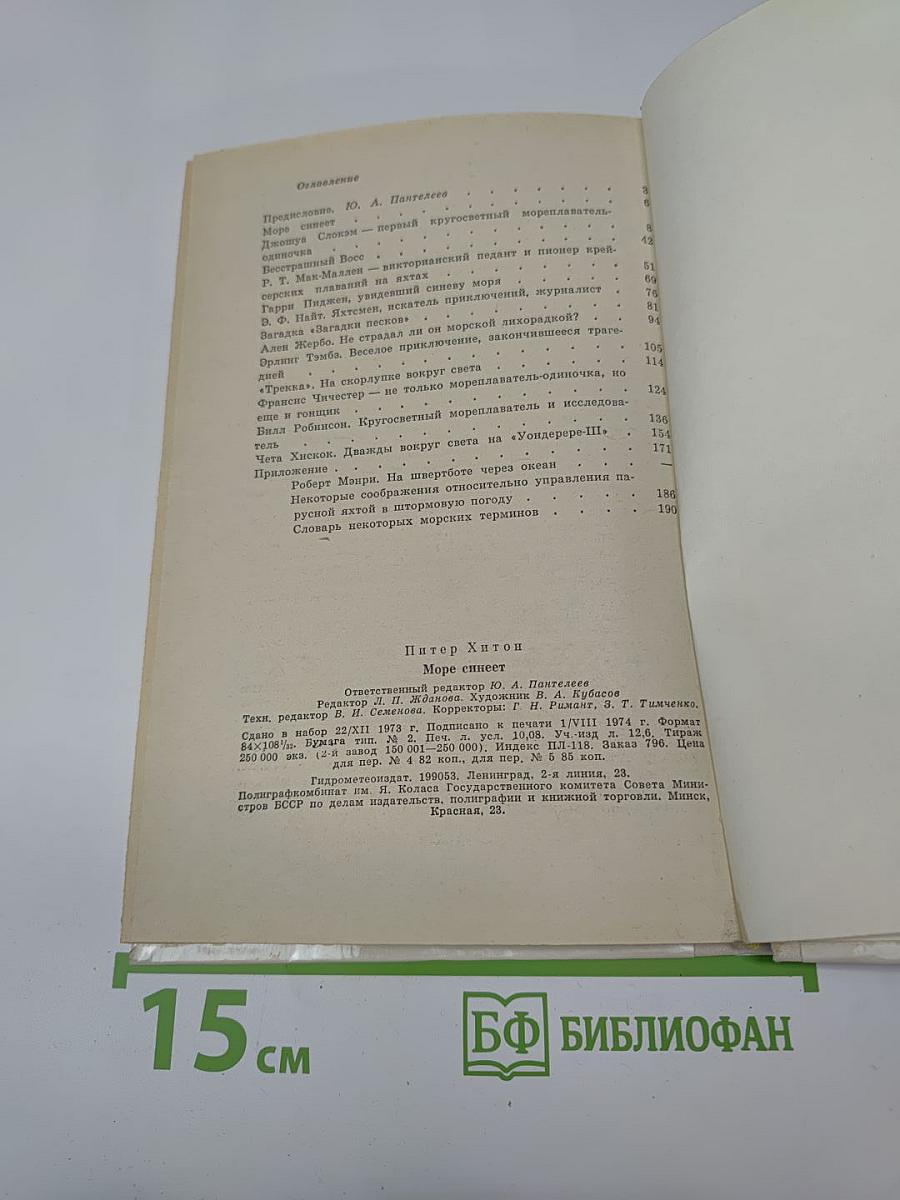 Оглавление
Предисловие. Ю. А. Пантелеев . . . . . . . 3
Море синеет . . . . . . . . . . 6
Джошуа Слокэм — первый кругосветный мореплаватель-
одиночка . . . . . . . . . . . 8
Бесстрашный Восс . . . . . . . . . 42
Р. Т. Мак-Маллен — викторианский педант и пионер крей-
серских плаваний на яхтах . . . . . . . 51
Гарри Пиджен, увидевший синеву моря . . . . 69
Э. Ф. Найт. Яхтсмен, искатель приключений, журналист . 76
Загадка «Загадки песков» . . . . . . . 81
Ален Жербо. Не страдал ли он морской лихорадкой? . . 94
Эрлинг Тэмбз. Веселое приключение, закончившееся траге-
дией . . . . . . . . . . . 105
«Трекка». На скорлупке вокруг света . . . . . 114
Франсис Чичестер — не только мореплаватель-одиночка, но
еще и гонщик . . . . . . . . . . 124
Билл Робинсон. Кругосветный мореплаватель и исследова-
тель . . . . . . . . . . . 136
Чета Хискок. Дважды вокруг света на «Уондерере-III» . 154
Приложение . . . . . . . . . . . 171
Роберт Мэнри. На швертботе через океан . . . —
Некоторые соображения относительно управления па-
русной яхтой в штормовую погоду . . . . . 186
Словарь некоторых морских терминов . . . . 190
Питер Хитон
Море синеет
Ответственный редактор Ю. А. Пантелеев
Редактор Л. П. Жданова. Художник В. А. Кубасов
Техн. редактор В. И. Семенова. Корректоры: Г. Н. Римант, З. Т. Тимченко.
Сдано в набор 22/XII 1973 г. Подписано к печати 1/VIII 1974 г. Формат
84×108¹/₃₂. Бумага тип. № 2. Печ. л. усл. 10,08. Уч.-изд л. 12,6. Тираж
250 000 экз. (2-й завод 150 001—250 000). Индекс ПЛ-118. Заказ 796. Цена
для пер. № 4 82 коп., для пер. № 5 85 коп.
Гидрометеоиздат. 199053. Ленинград, 2-я линия, 23.
Полиграфкомбинат им. Я. Коласа Государственного комитета Совета Мини-
стров БССР по делам издательств, полиграфии и книжной торговли. Минск,
Красная, 23.
15 см
БФ БИБЛИОФАН